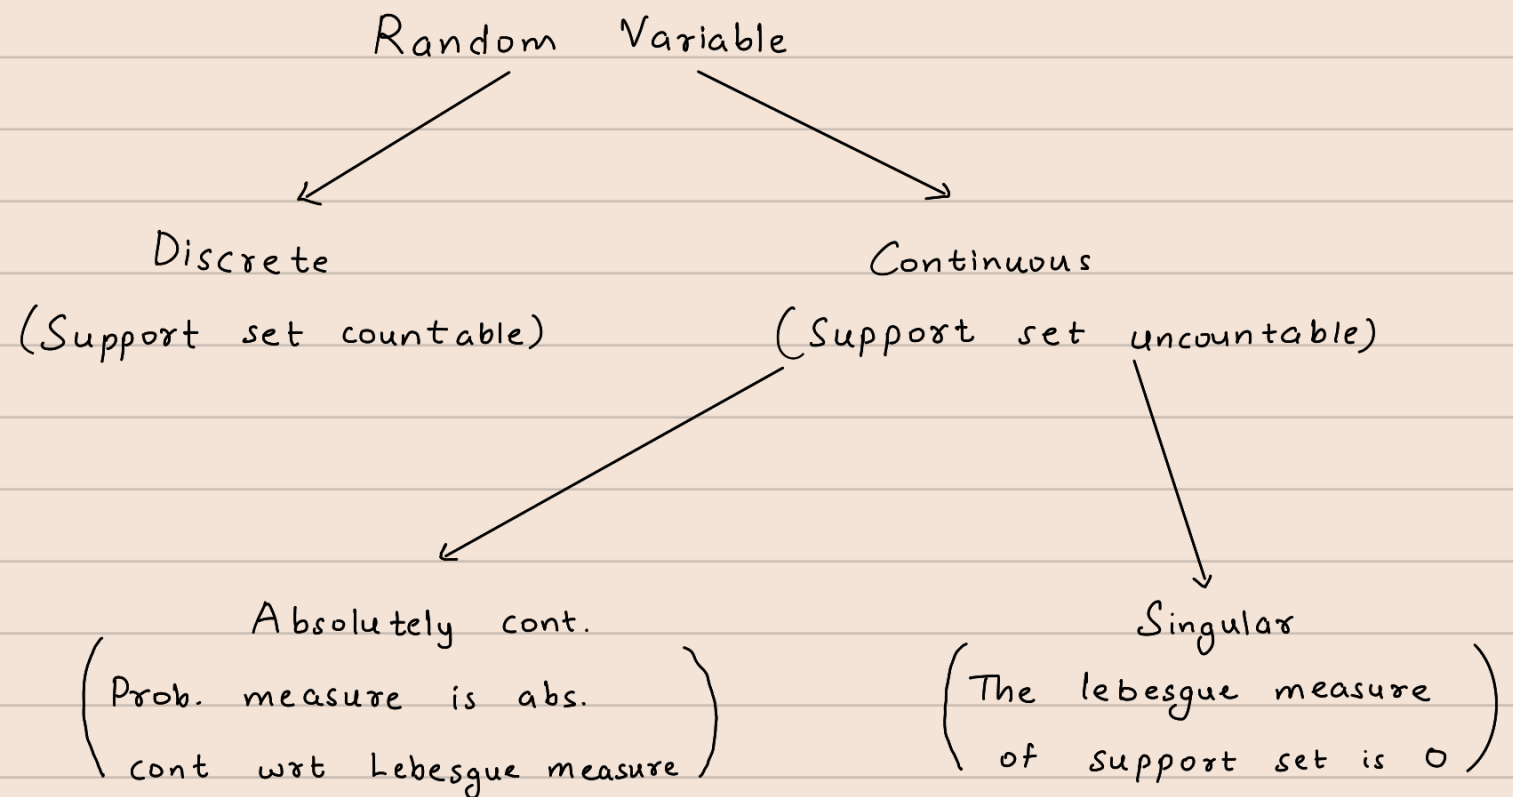 Random Variable
Discrete
Continuous
(Support set countable)
(Support set uncountable)
Absolutely cont.
Singular
(Prob. measure is abs.
cont wrt Lebesgue measure)
(The lebesgue measure
of support set is 0)